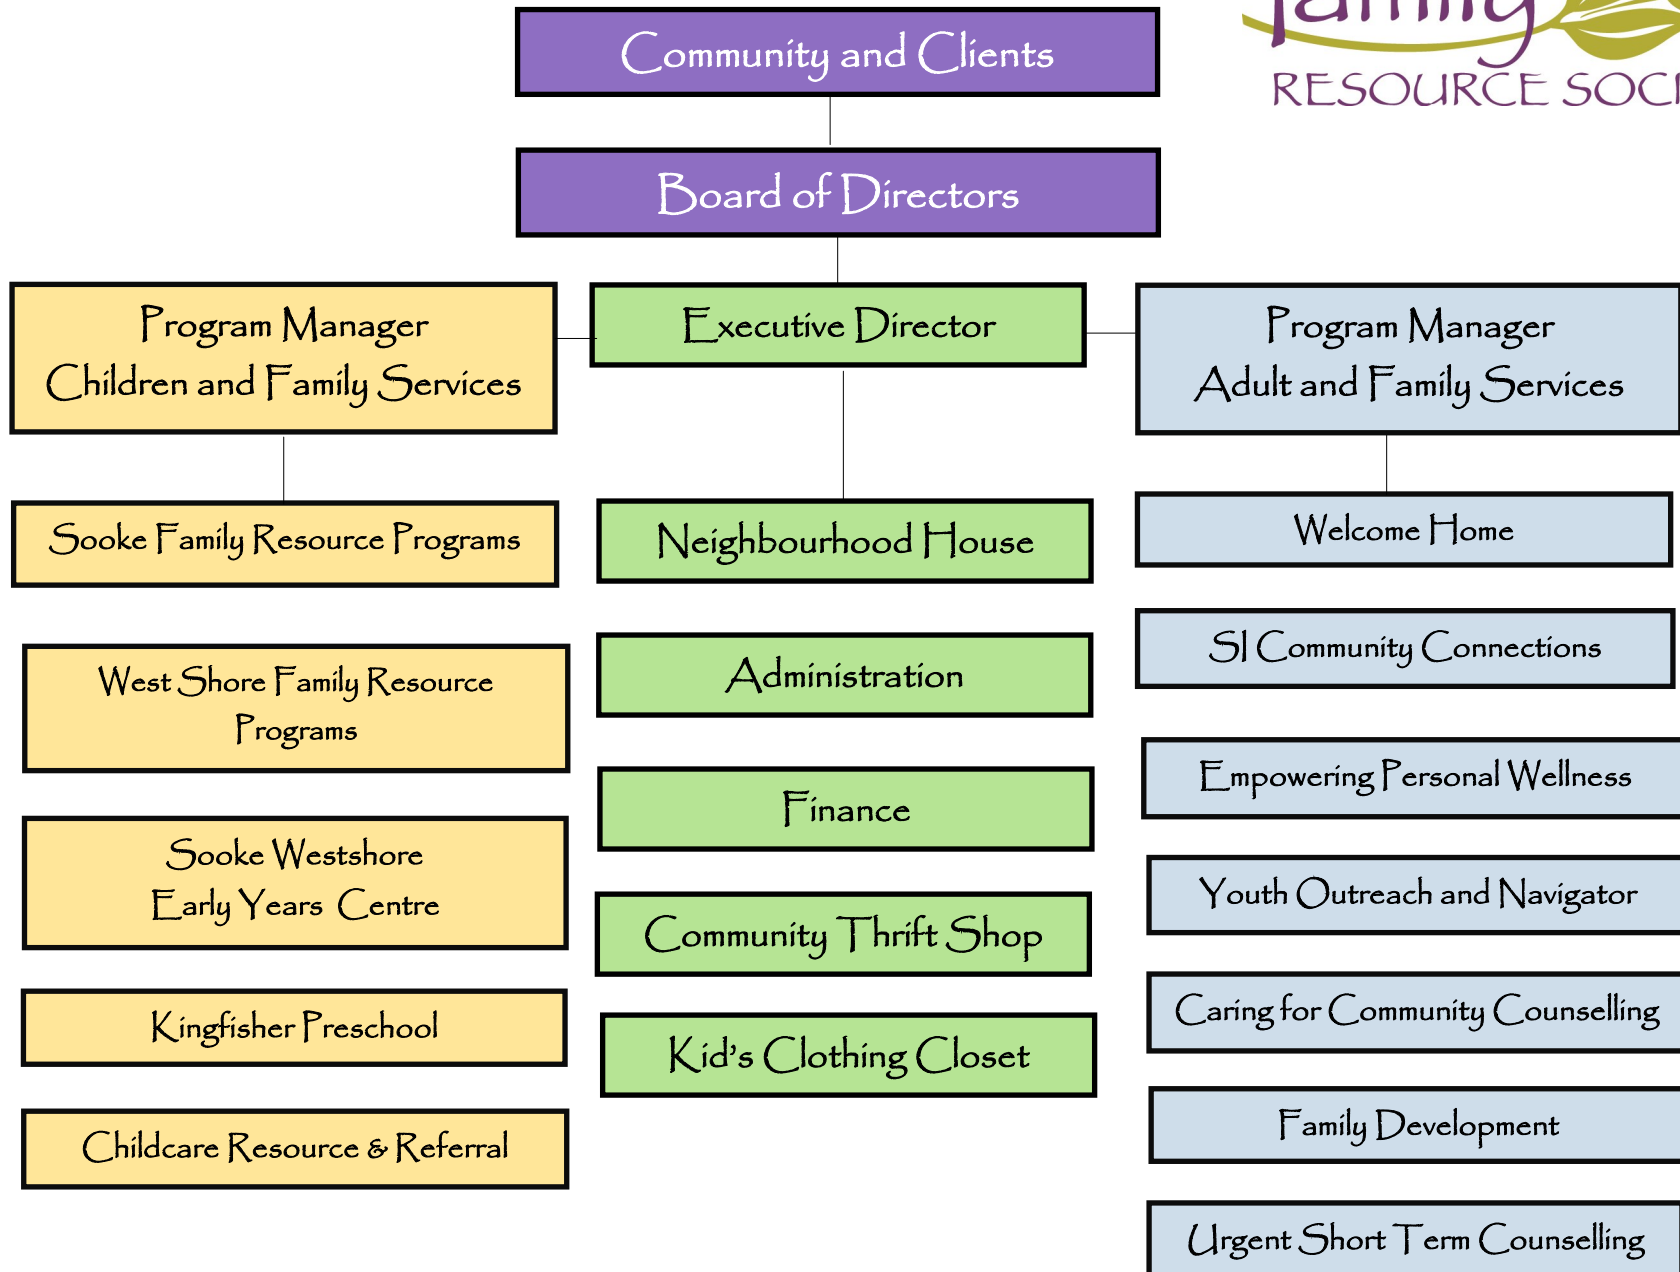 family
RESOURCE
Community and Clients
Board of Directors
Program Manager
Children and Family Services
Executive Director
Program Manager
Adult and Family Services
Sooke Family Resource Programs
West Shore Family Resource
Programs
Sooke Westshore
Early Years Centre
Kingfisher Preschool
Childcare Resource & Referral
Neighbourhood House
Administration
Finance
Community Thrift Shop
Kid's Clothing Closet
Welcome Home
SI Community Connections
Empowering Personal Wellness
Youth Outreach and Navigator
Caring for Community Counselling
Family Development
Urgent Short Term Counselling